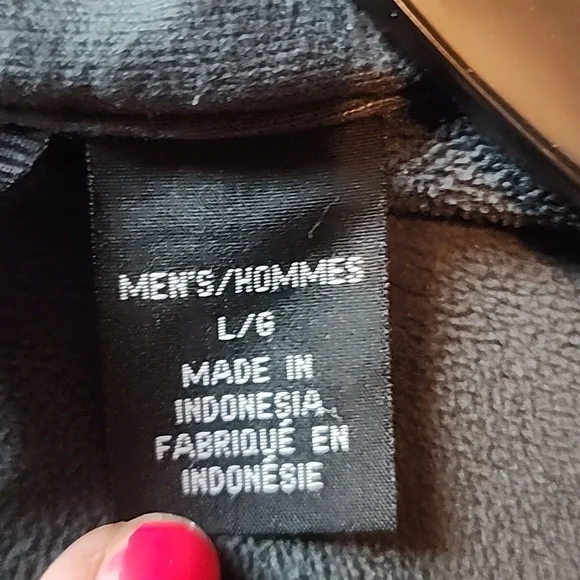 MEN'S/HOMMES
L/G
MADE IN
INDONESIA
FABRIQUÉ EN
INDONÉSIE